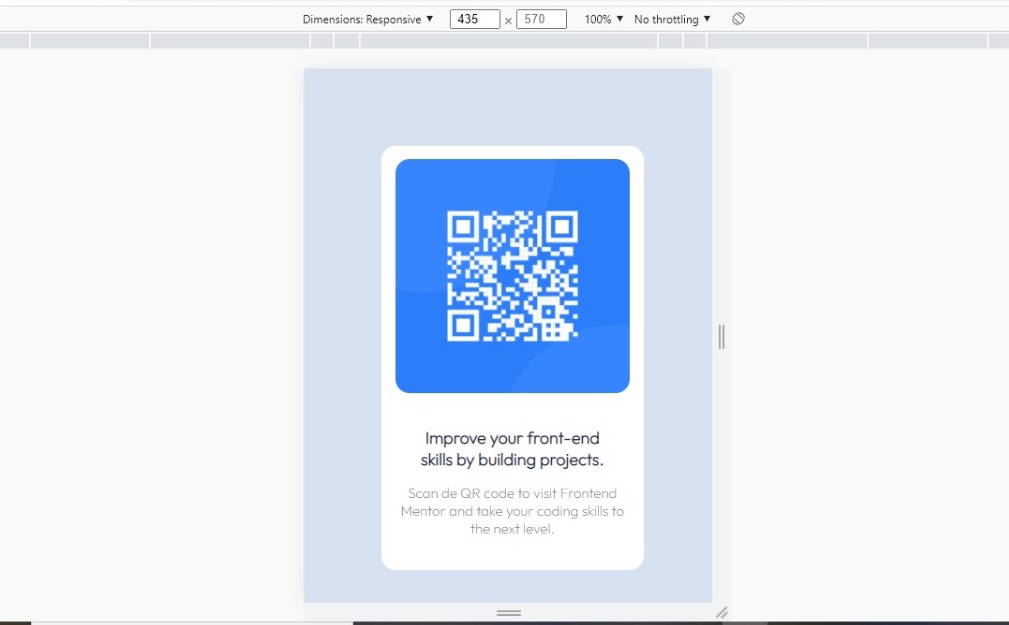 Dimensions: Responsive ▼ 435 × 570 100% ▼ No throttling ▼
Improve your front-end
skills by building projects.
Scan de QR code to visit Frontend
Mentor and take your coding skills to
the next level.